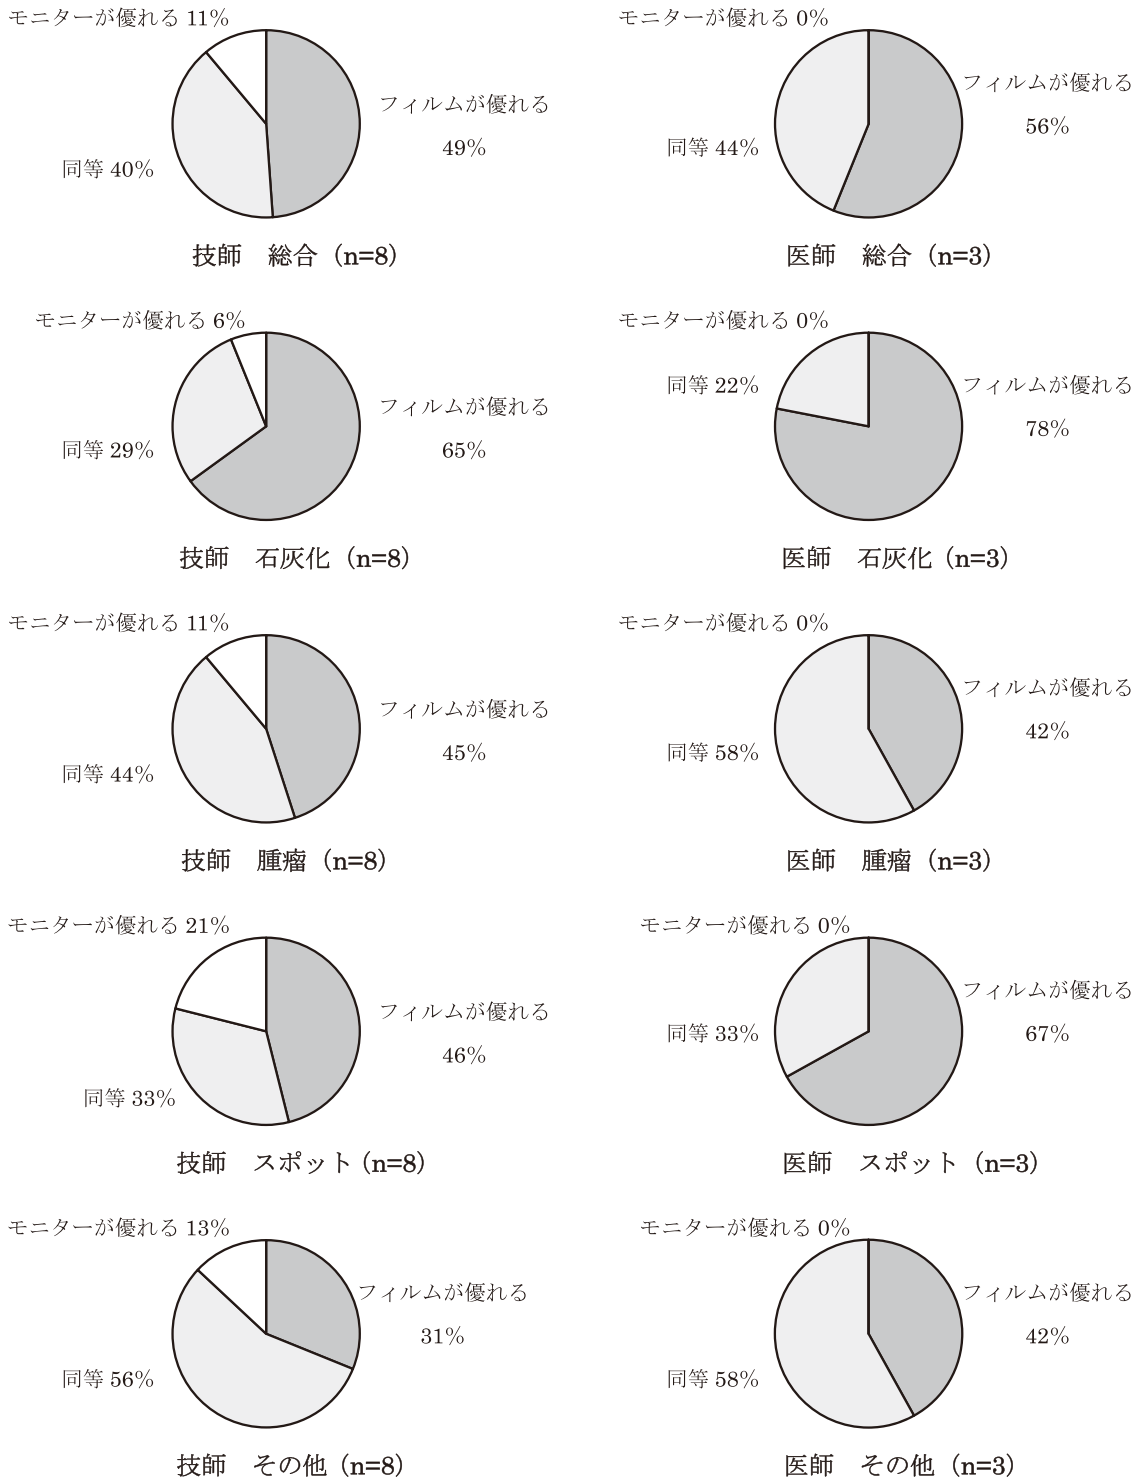 モニターが優れる 11%
フィルムが優れる
49%
同等 40%
技師　総合（n=8）
モニターが優れる 0%
フィルムが優れる
56%
同等 44%
医師　総合（n=3）
モニターが優れる 6%
フィルムが優れる
65%
同等 29%
技師　石灰化（n=8）
モニターが優れる 0%
フィルムが優れる
78%
同等 22%
医師　石灰化（n=3）
モニターが優れる 11%
フィルムが優れる
45%
同等 44%
技師　腫瘤（n=8）
モニターが優れる 0%
フィルムが優れる
42%
同等 58%
医師　腫瘤（n=3）
モニターが優れる 21%
フィルムが優れる
46%
同等 33%
技師　スポット（n=8）
モニターが優れる 0%
フィルムが優れる
67%
同等 33%
医師　スポット（n=3）
モニターが優れる 13%
フィルムが優れる
31%
同等 56%
技師　その他（n=8）
モニターが優れる 0%
フィルムが優れる
42%
同等 58%
医師　その他（n=3）